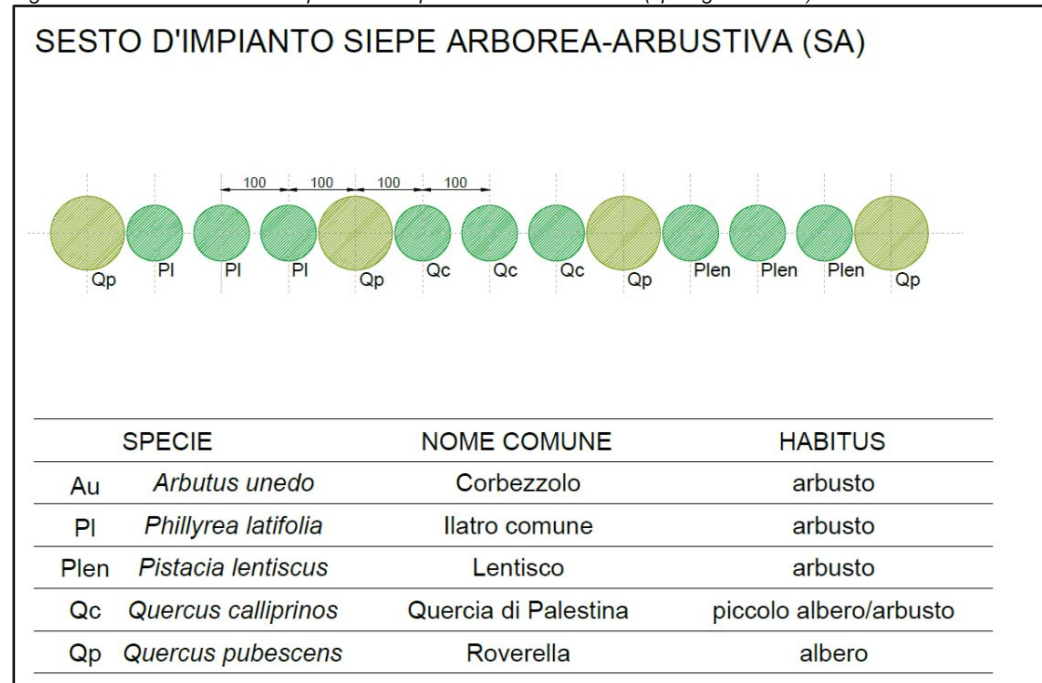 SESTO D'IMPIANTO SIEPE ARBOREA-ARBUSTIVA (SA)
100 100 100 100
Qp Pl Pl Pl Qp Qc Qc Qc Qp Plen Plen Plen Qp
SPECIE NOME COMUNE HABITUS
Au Arbutus unedo Corbezzolo arbusto
Pl Phillyrea latifolia Ilatro comune arbusto
Plen Pistacia lentiscus Lentisco arbusto
Qc Quercus calliprinos Quercia di Palestina piccolo albero/arbusto
Qp Quercus pubescens Roverella albero